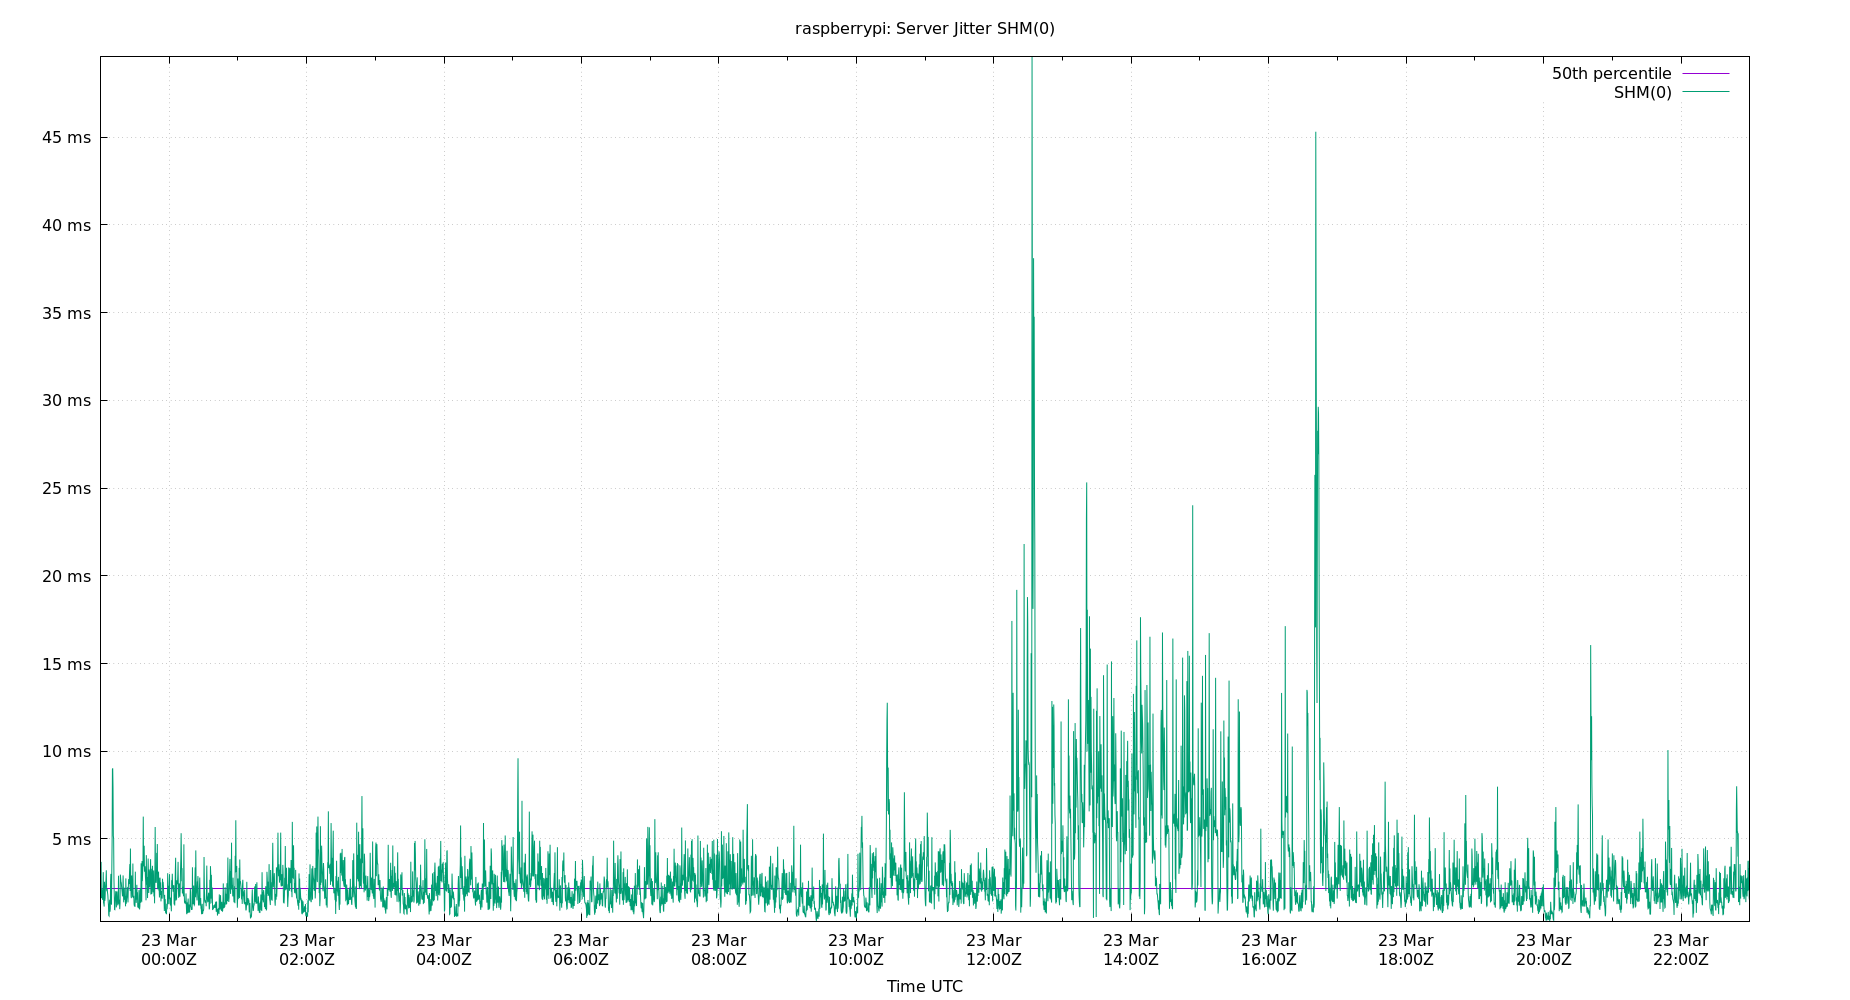 raspberrypi: Server Jitter SHM(0)
50th percentile
SHM(0)
45 ms
40 ms
35 ms
30 ms
25 ms
20 ms
15 ms
10 ms
5 ms
23 Mar 23 Mar 23 Mar 23 Mar 23 Mar 23 Mar 23 Mar 23 Mar 23 Mar 23 Mar 23 Mar 23 Mar
00:00Z 02:00Z 04:00Z 06:00Z 08:00Z 10:00Z 12:00Z 14:00Z 16:00Z 18:00Z 20:00Z 22:00Z
Time UTC